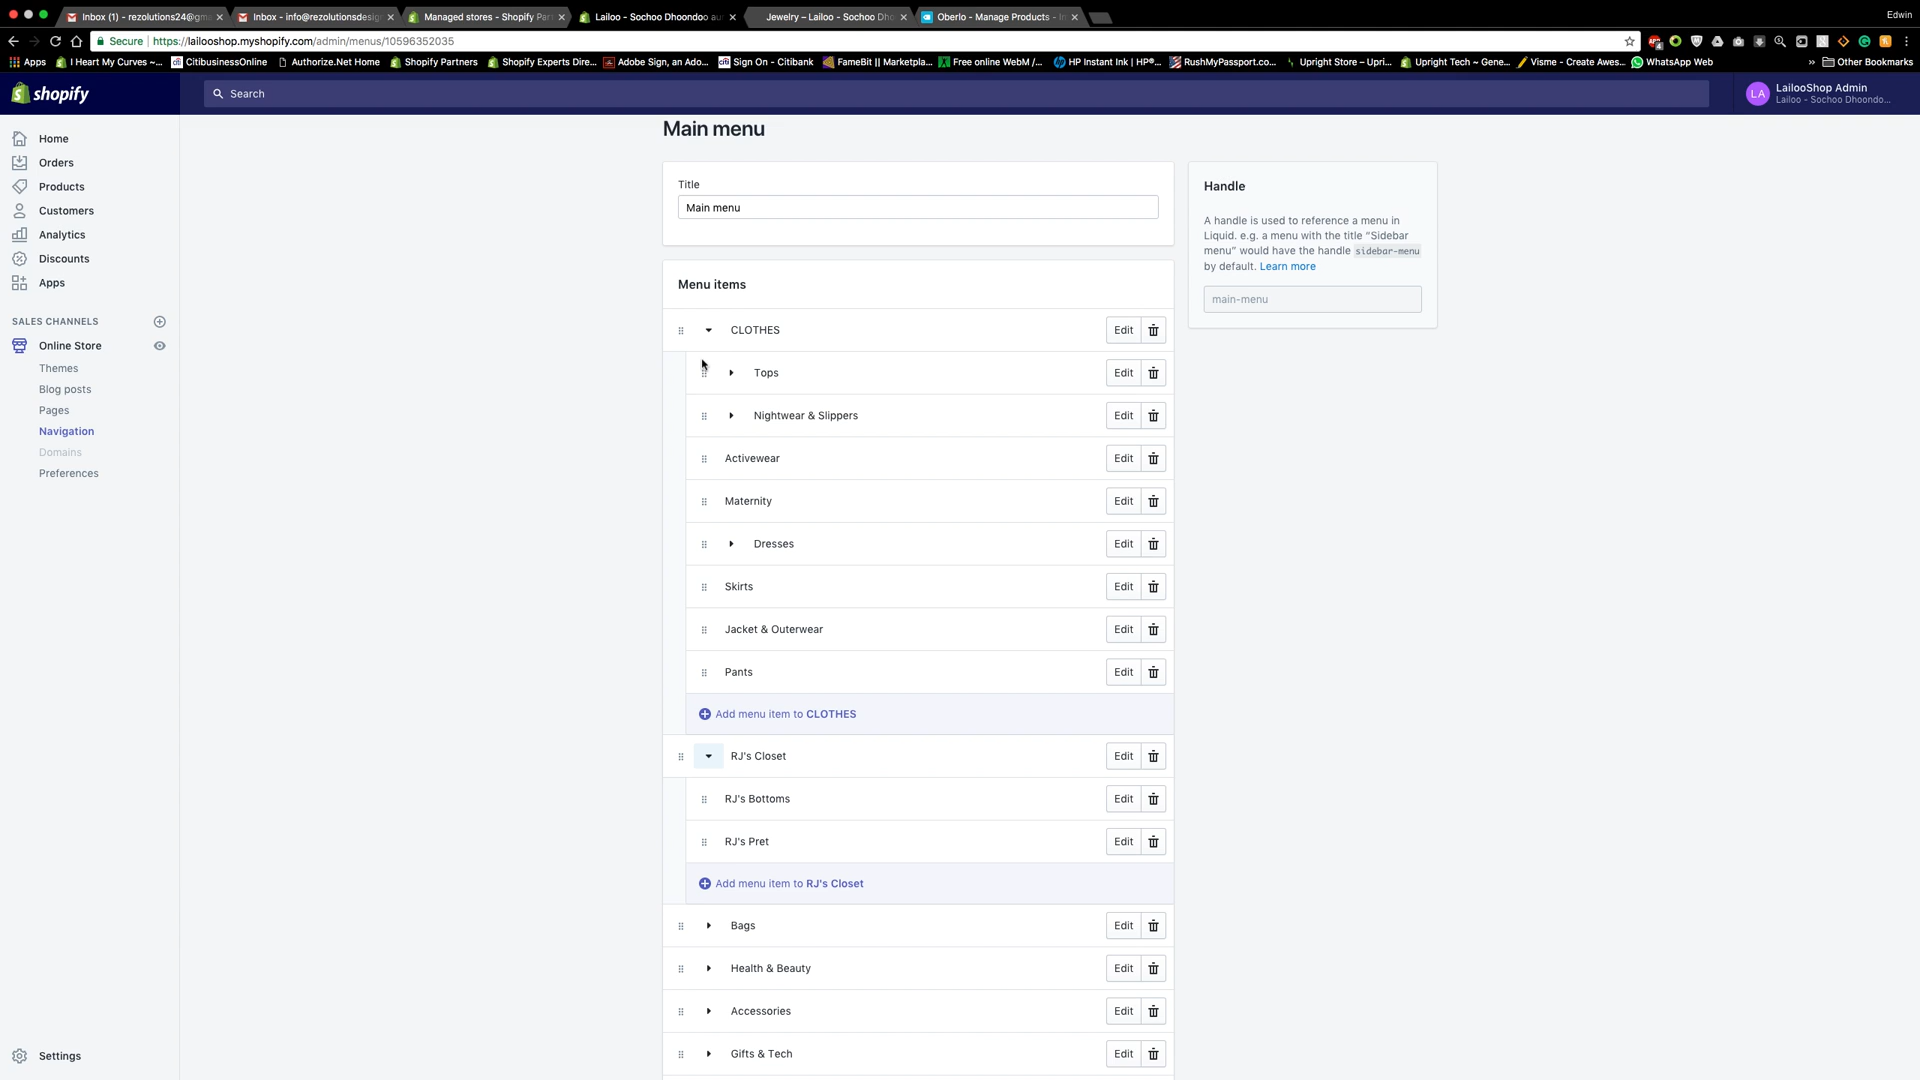 Inbox (1) - rezolutions24@gm
Inbox - info@rezolutionsdesig
Managed stores - Shopify Par
Lailoo - Sochoo Dhoondoo au
Jewelry – Lailoo - Sochoo Dho
Oberlo - Manage Products - In
Edwin
Secure
https://lailooshop.myshopify.com/admin/menus/10596352035
Apps
I Heart My Curves ~...
CitibusinessOnline
Authorize.Net Home
Shopify Partners
Shopify Experts Dire...
Adobe Sign, an Ado...
Sign On - Citibank
FameBit || Marketpla...
Free online WebM /...
HP Instant Ink | HP®...
RushMyPassport.co...
Upright Store – Upri...
Upright Tech ~ Gene...
Visme - Create Awes...
WhatsApp Web
»
Other Bookmarks
shopify
Search
LA
LailooShop Admin
Lailoo - Sochoo Dhoondo...
Home
Orders
Products
Customers
Analytics
Discounts
Apps
SALES CHANNELS
Online Store
Themes
Blog posts
Pages
Navigation
Domains
Preferences
Settings
Main menu
Title
Main menu
Menu items
CLOTHES Edit
Tops Edit
Nightwear & Slippers Edit
Activewear Edit
Maternity Edit
Dresses Edit
Skirts Edit
Jacket & Outerwear Edit
Pants Edit
Add menu item to CLOTHES
RJ's Closet Edit
RJ's Bottoms Edit
RJ's Pret Edit
Add menu item to RJ's Closet
Bags Edit
Health & Beauty Edit
Accessories Edit
Gifts & Tech Edit
Handle
A handle is used to reference a menu in
Liquid. e.g. a menu with the title “Sidebar
menu” would have the handle sidebar-menu
by default. Learn more
main-menu